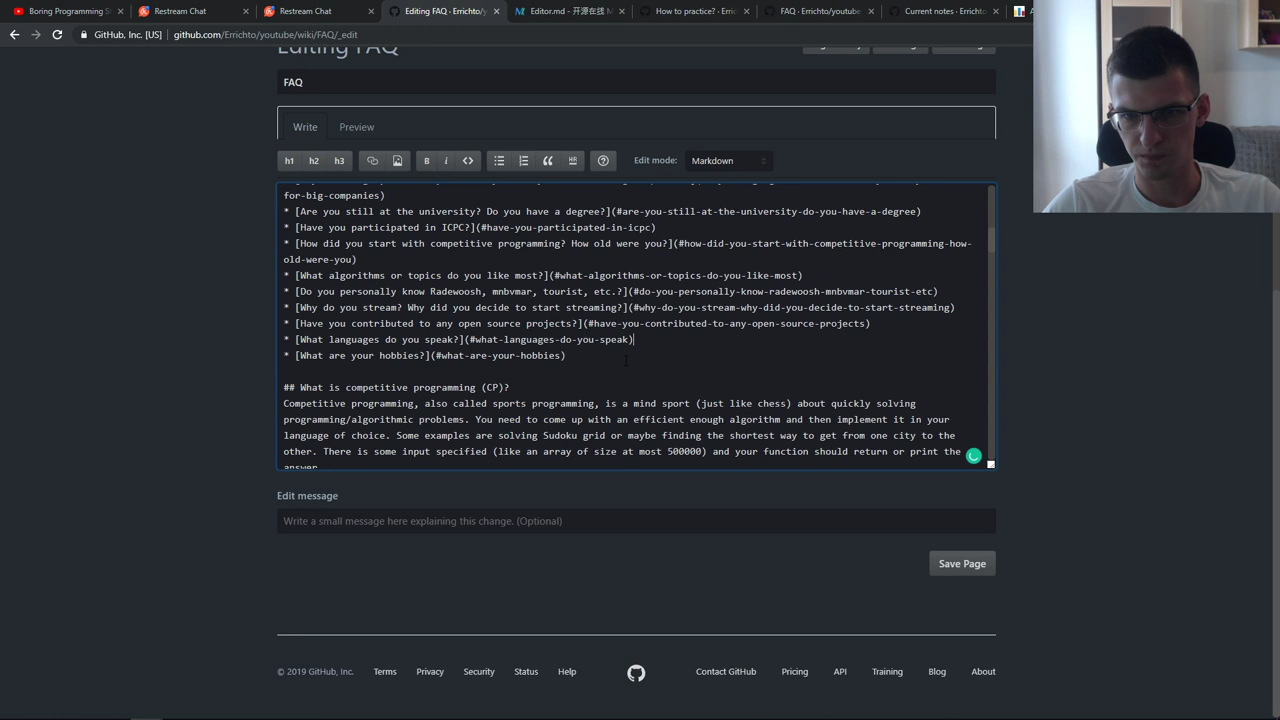 Boring Programming S
Restream Chat
Restream Chat
Editing FAQ · Errichto/y
Editor.md - 开源在线 M
How to practice? · Erric
FAQ · Errichto/youtube
Current notes · Errichto
A
GitHub, Inc. [US]
github.com/Errichto/youtube/wiki/FAQ/_edit
Editing FAQ
FAQ
Write
Preview
h1
h2
h3
B
i
Edit mode:
Markdown
for-big-companies)
* [Are you still at the university? Do you have a degree?](#are-you-still-at-the-university-do-you-have-a-degree)
* [Have you participated in ICPC?](#have-you-participated-in-icpc)
* [How did you start with competitive programming? How old were you?](#how-did-you-start-with-competitive-programming-how-
old-were-you)
* [What algorithms or topics do you like most?](#what-algorithms-or-topics-do-you-like-most)
* [Do you personally know Radewoosh, mnbvmar, tourist, etc.?](#do-you-personally-know-radewoosh-mnbvmar-tourist-etc)
* [Why do you stream? Why did you decide to start streaming?](#why-do-you-stream-why-did-you-decide-to-start-streaming)
* [Have you contributed to any open source projects?](#have-you-contributed-to-any-open-source-projects)
* [What languages do you speak?](#what-languages-do-you-speak)
* [What are your hobbies?](#what-are-your-hobbies)
## What is competitive programming (CP)?
Competitive programming, also called sports programming, is a mind sport (just like chess) about quickly solving
programming/algorithmic problems. You need to come up with an efficient enough algorithm and then implement it in your
language of choice. Some examples are solving Sudoku grid or maybe finding the shortest way to get from one city to the
other. There is some input specified (like an array of size at most 500000) and your function should return or print the
answer
Edit message
Write a small message here explaining this change. (Optional)
Save Page
© 2019 GitHub, Inc.
Terms
Privacy
Security
Status
Help
Contact GitHub
Pricing
API
Training
Blog
About